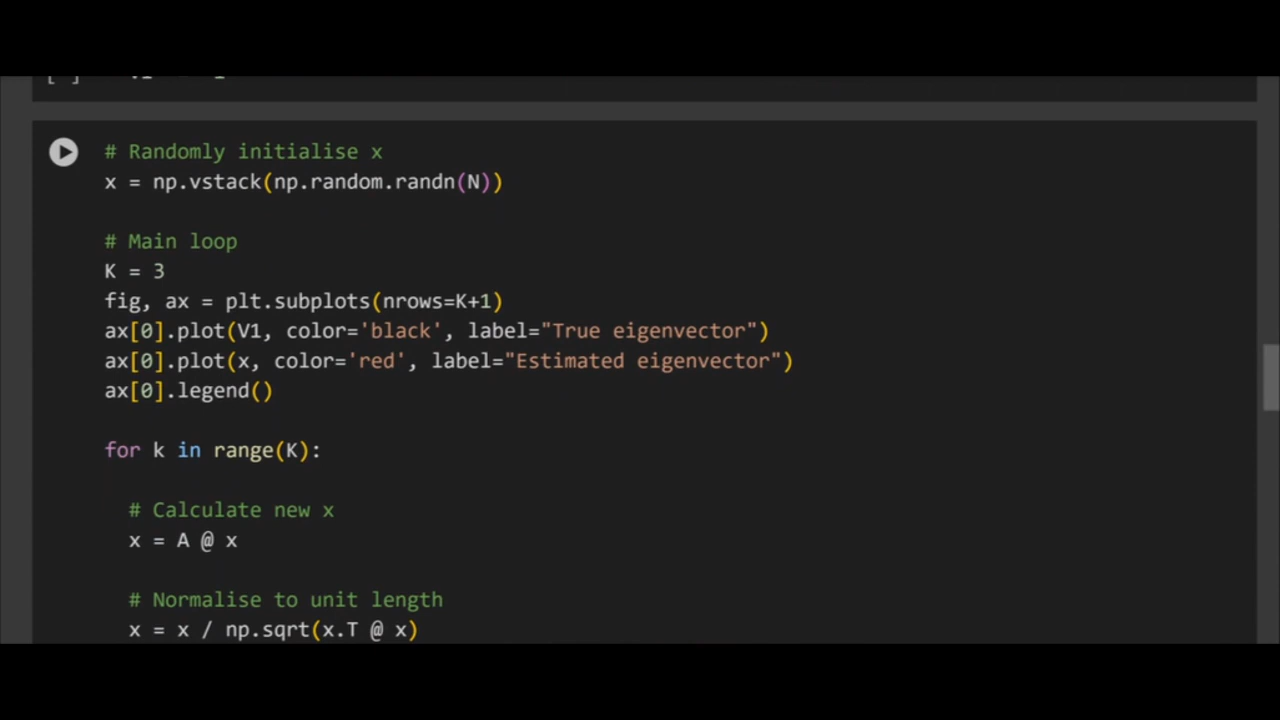 # Randomly initialise x
x = np.vstack(np.random.randn(N))
# Main loop
K = 3
fig, ax = plt.subplots(nrows=K+1)
ax[0].plot(V1, color='black', label="True eigenvector")
ax[0].plot(x, color='red', label="Estimated eigenvector")
ax[0].legend()
for k in range(K):
# Calculate new x
x = A @ x
# Normalise to unit length
x = x / np.sqrt(x.T @ x)